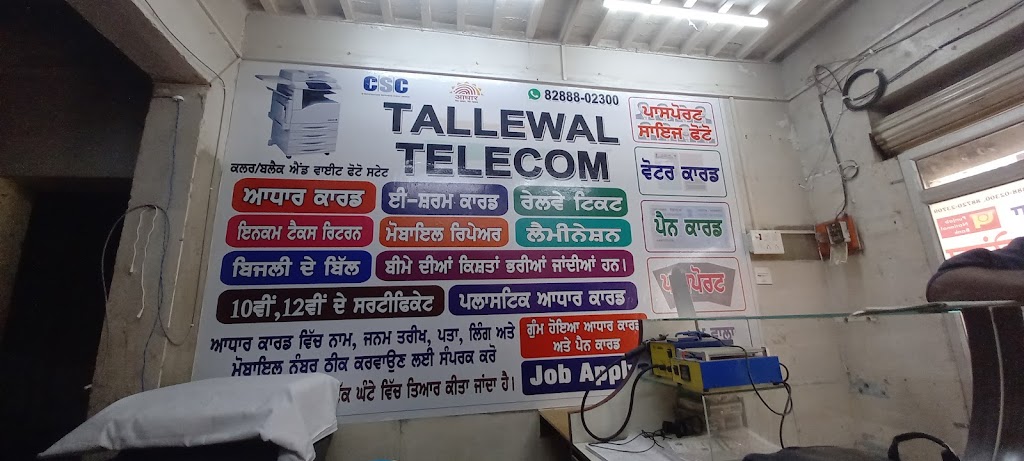 CSC
आधार
82888-02300
TALLEWAL
TELECOM
ਕਲਰ/ਬਲੈਕ ਐਂਡ ਵਾਈਟ ਫੋਟੋ ਸਟੇਟ
ਆਧਾਰ ਕਾਰਡ
ਈ-ਸ਼ਰਮ ਕਾਰਡ
ਰੇਲਵੇ ਟਿਕਟ
ਇਨਕਮ ਟੈਕਸ ਰਿਟਰਨ
ਮੋਬਾਇਲ ਰਿਪੇਅਰ
ਲੈਮੀਨੇਸ਼ਨ
ਬਿਜਲੀ ਦੇ ਬਿੱਲ
ਬੀਮੇ ਦੀਆਂ ਕਿਸ਼ਤਾਂ ਭਰੀਆਂ ਜਾਂਦੀਆਂ ਹਨ।
10ਵੀਂ,12ਵੀਂ ਦੇ ਸਰਟੀਫਿਕੇਟ
ਪਲਾਸਟਿਕ ਆਧਾਰ ਕਾਰਡ
ਆਧਾਰ ਕਾਰਡ ਵਿੱਚ ਨਾਮ, ਜਨਮ ਤਰੀਖ, ਪਤਾ, ਲਿੰਗ ਅਤੇ
ਮੋਬਾਇਲ ਨੰਬਰ ਠੀਕ ਕਰਵਾਉਣ ਲਈ ਸੰਪਰਕ ਕਰੋ
ਘੰਟੇ ਵਿੱਚ ਤਿਆਰ ਕੀਤਾ ਜਾਂਦਾ ਹੈ।
ਗੁੰਮ ਹੋਇਆ ਆਧਾਰ ਕਾਰਡ
ਅਤੇ ਪੈਨ ਕਾਰਡ
Job Appl
ਪਾਸਪੋਰਟ
ਸਾਇਜ਼ ਫੋਟੋ
ਵੋਟਰ ਕਾਰਡ
ਪੈਨ ਕਾਰਡ